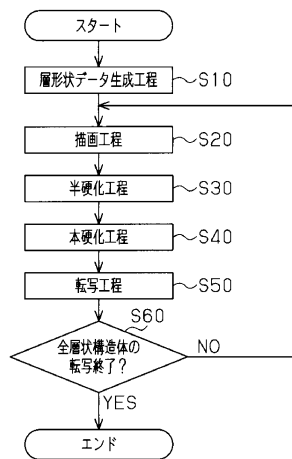 スタート
層形状データ生成工程 S10
描画工程 S20
半硬化工程 S30
本硬化工程 S40
転写工程 S50
S60
全層状構造体の
転写終了？ NO
YES
エンド